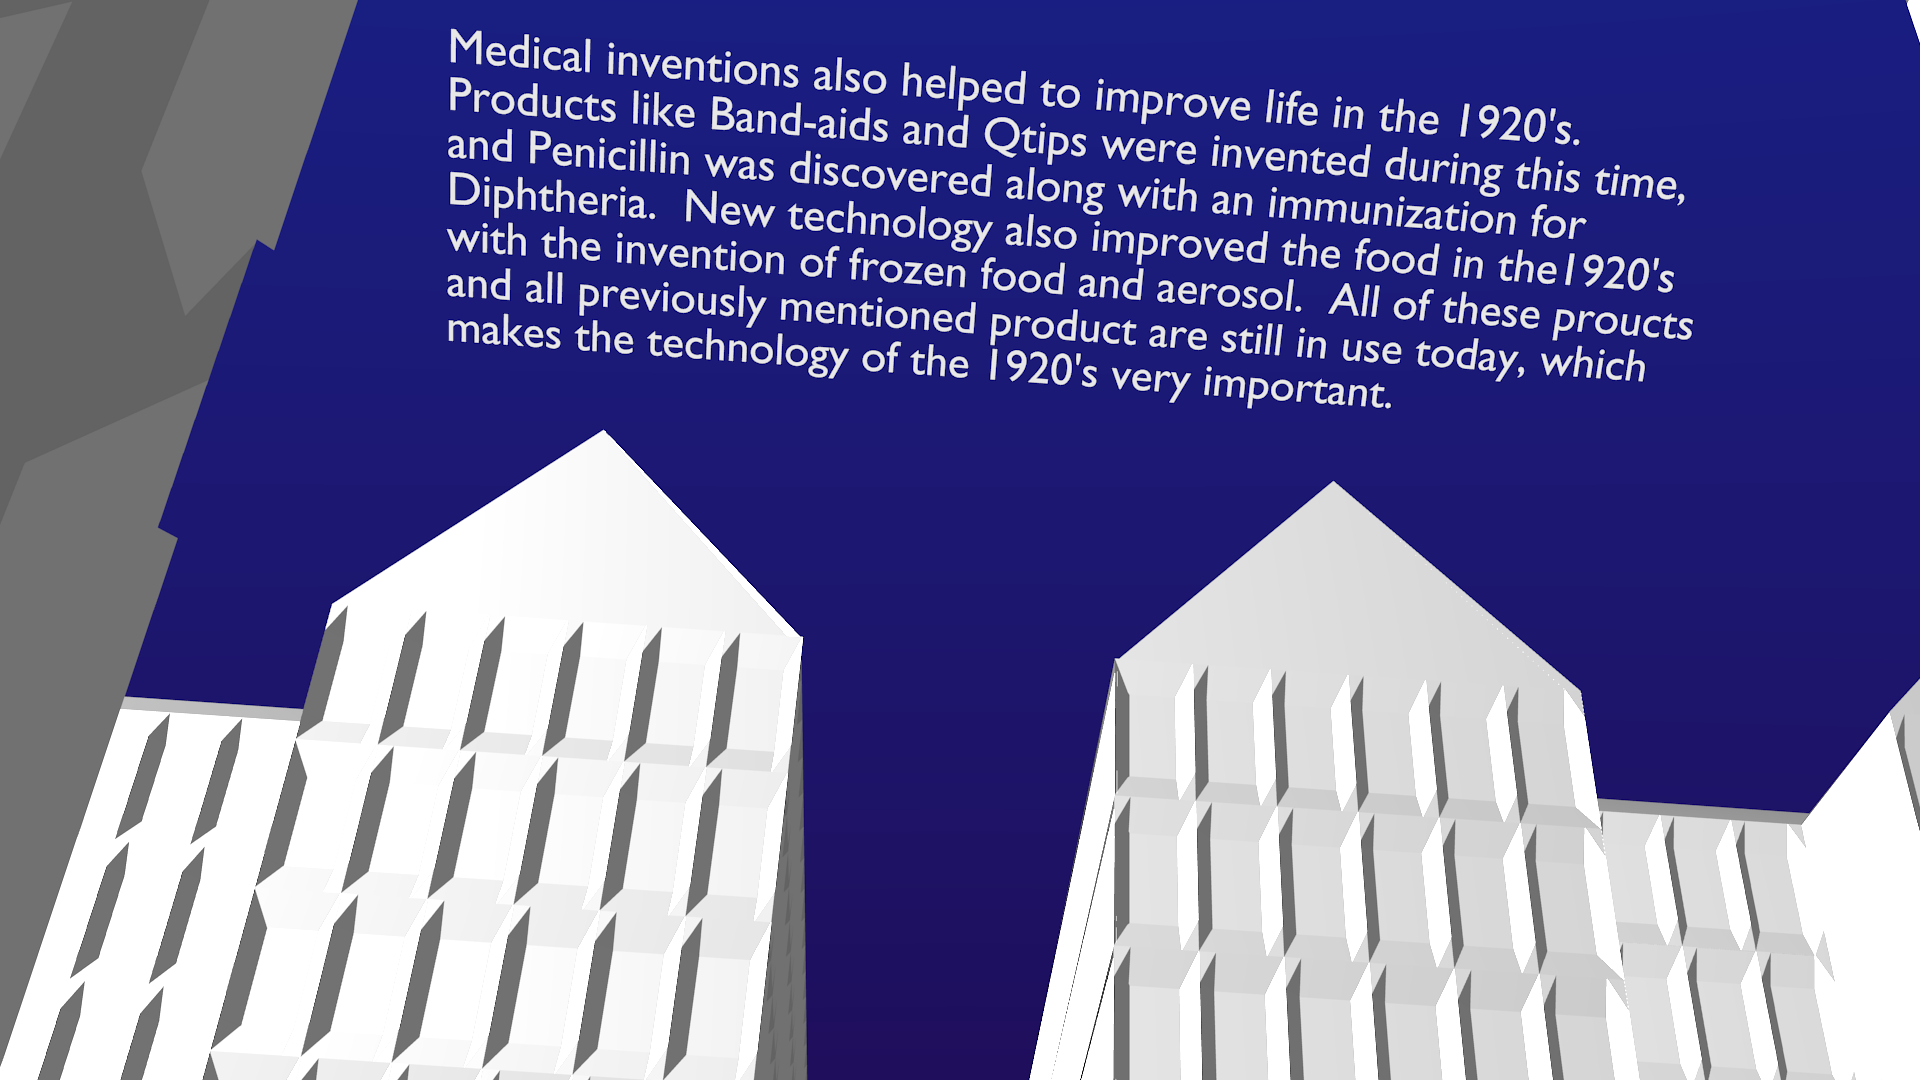 Medical inventions also helped to improve life in the 1920's.
Products like Band-aids and Qtips were invented during this time,
and Penicillin was discovered along with an immunization for
Diphtheria.  New technology also improved the food in the1920's
with the invention of frozen food and aerosol.  All of these proucts
and all previously mentioned product are still in use today, which
makes the technology of the 1920's very important.